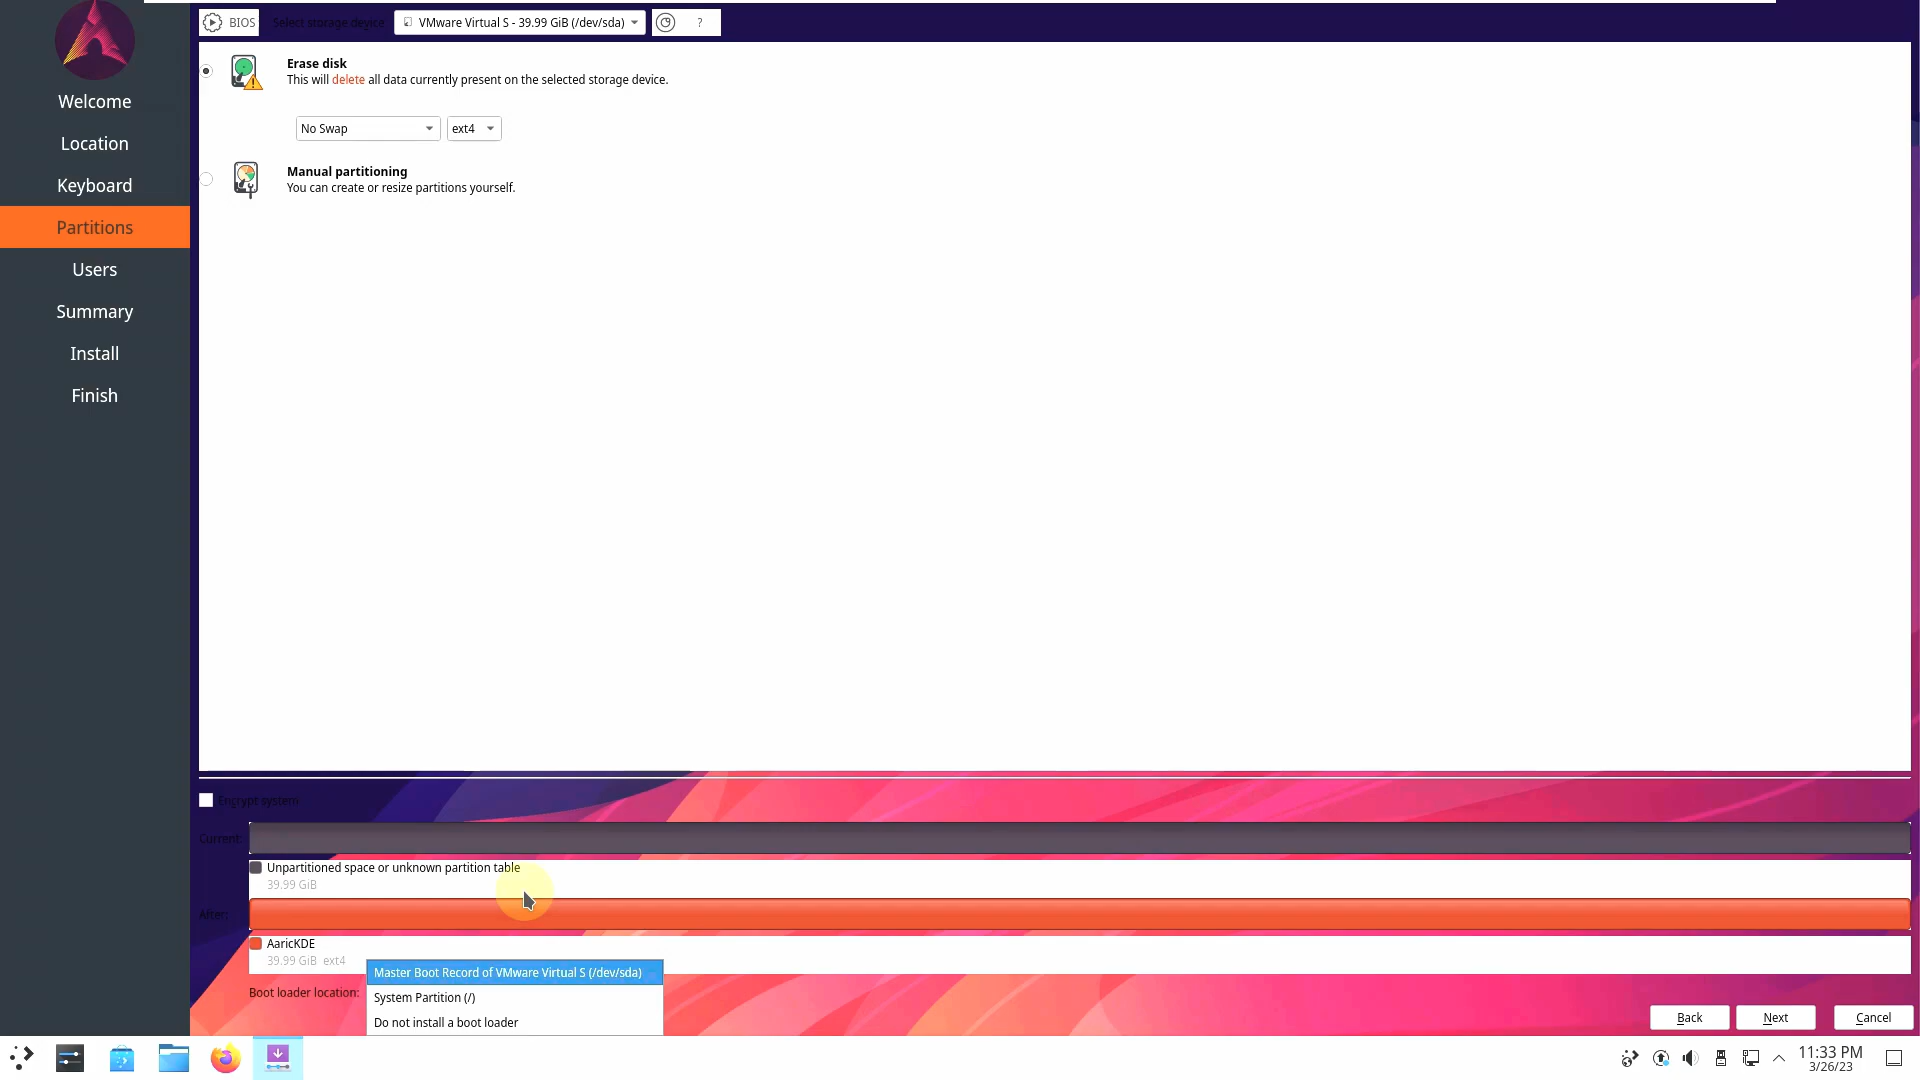 BIOS
Select storage device:
VMware Virtual S - 39.99 GiB (/dev/sda)
?
Welcome
Location
Keyboard
Partitions
Users
Summary
Install
Finish
Erase disk
This will delete all data currently present on the selected storage device.
No Swap
ext4
Manual partitioning
You can create or resize partitions yourself.
Encrypt system
Current:
Unpartitioned space or unknown partition table
39.99 GiB
After:
AaricKDE
39.99 GiB ext4
Boot loader location:
Master Boot Record of VMware Virtual S (/dev/sda)
System Partition (/)
Do not install a boot loader
Back
Next
Cancel
11:33 PM
3/26/23